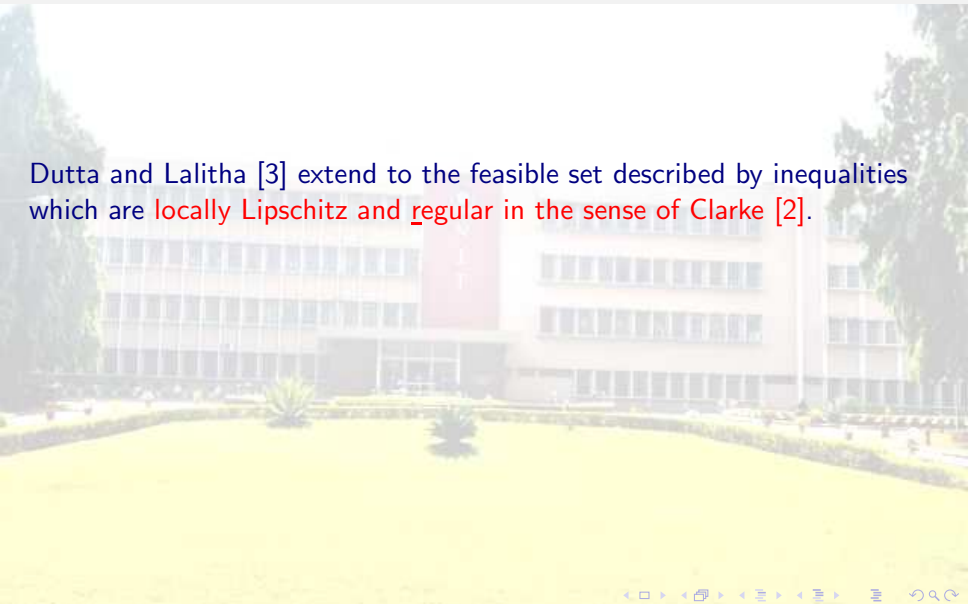 Dutta and Lalitha [3] extend to the feasible set described by inequalities
which are locally Lipschitz and regular in the sense of Clarke [2].